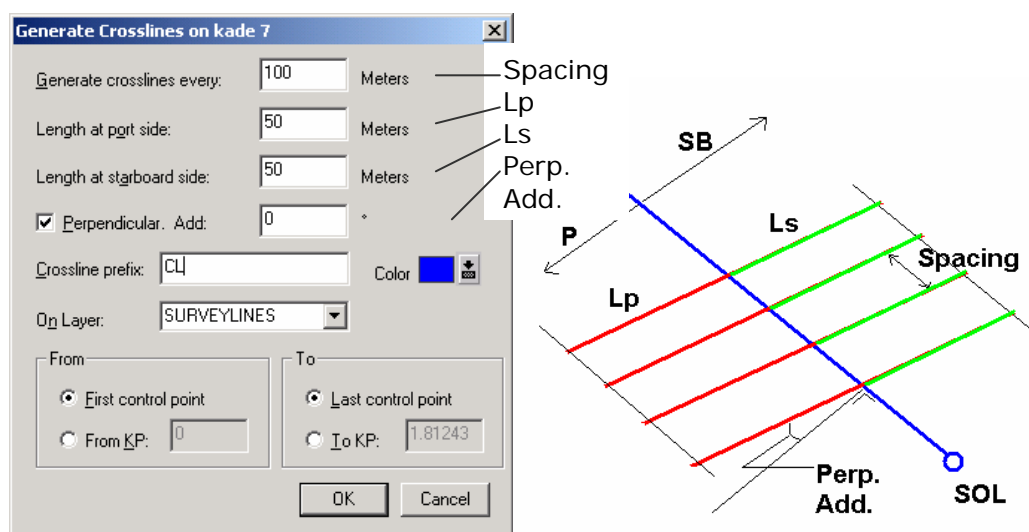 Generate Crosslines on kade 7
Generate crosslines every: 100 Meters
Length at port side: 50 Meters
Length at starboard side: 50 Meters
Perpendicular. Add: 0 °
Crossline prefix: CL Color
On Layer: SURVEYLINES
From
First control point
From KP: 0
To
Last control point
To KP: 1.81243
OK Cancel
Spacing
Lp
Ls
Perp.
Add.
SB
P
Ls
Spacing
Lp
Perp.
Add.
SOL